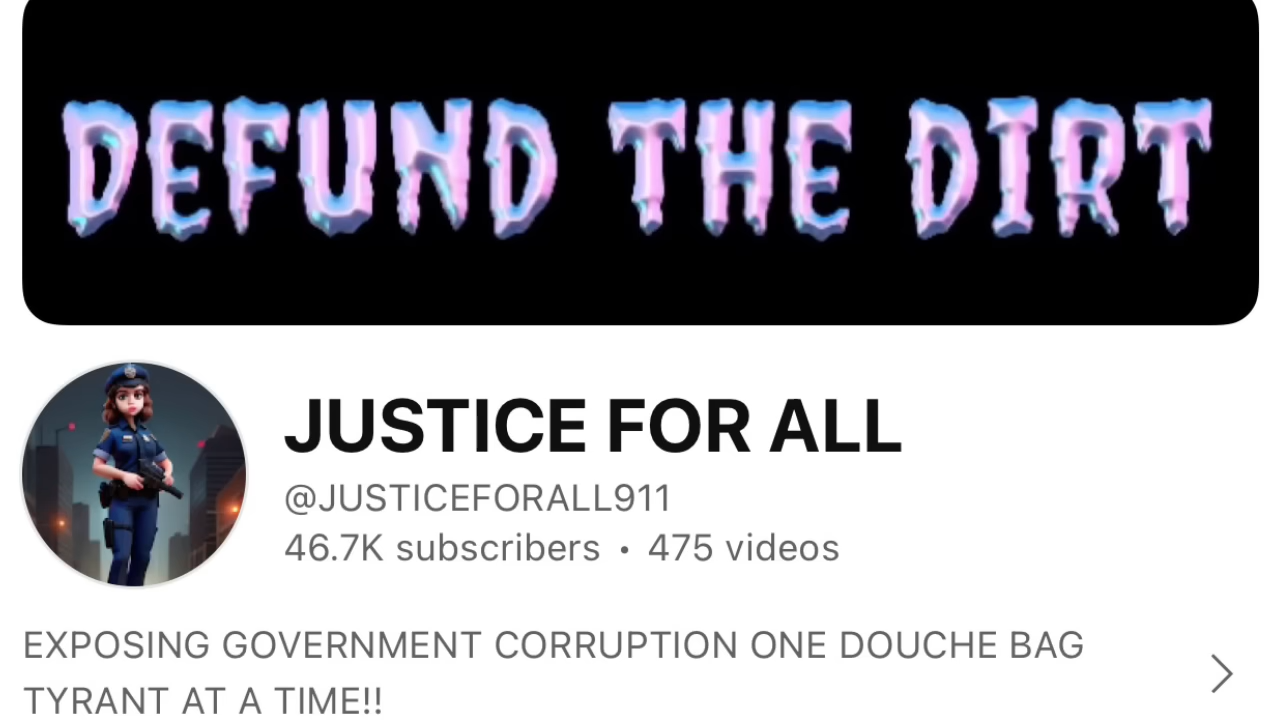 DEFUND THE DIRT
JUSTICE FOR ALL
@JUSTICEFORALL911
46.7K subscribers • 475 videos
EXPOSING GOVERNMENT CORRUPTION ONE DOUCHE BAG
TYRANT AT A TIME!!